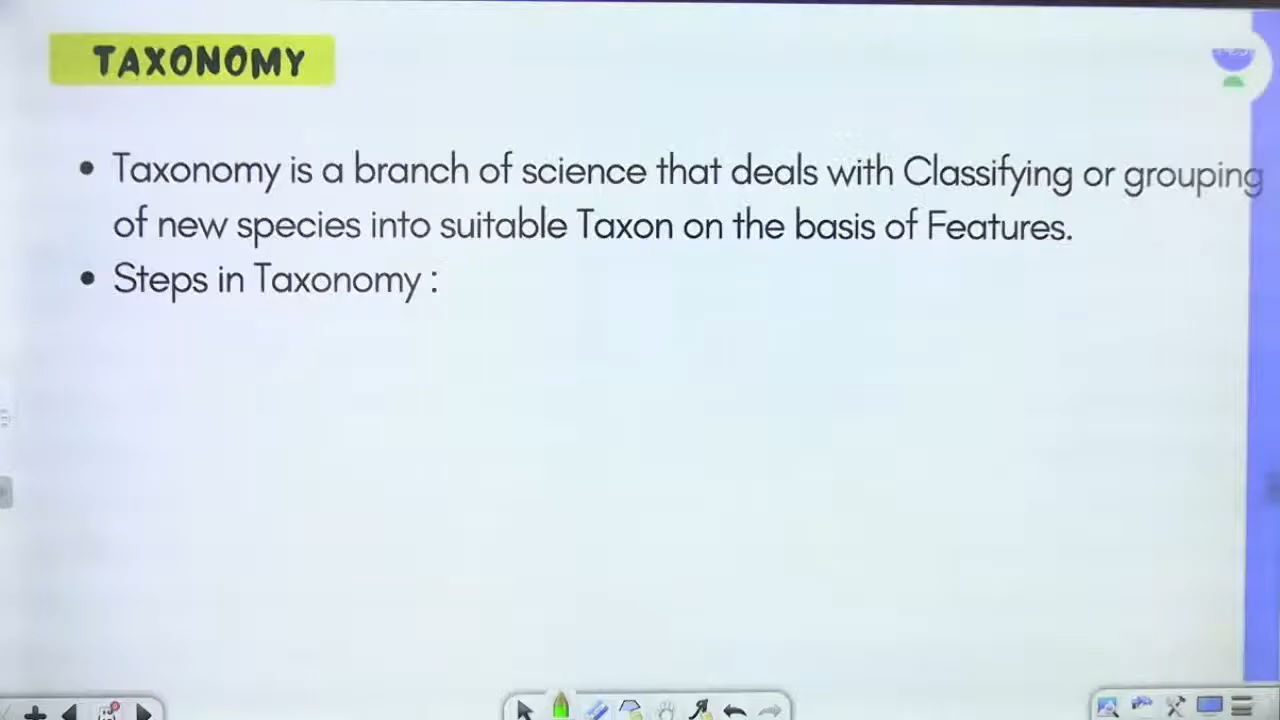 TAXONOMY
• Taxonomy is a branch of science that deals with Classifying or grouping
of new species into suitable Taxon on the basis of Features.
• Steps in Taxonomy :